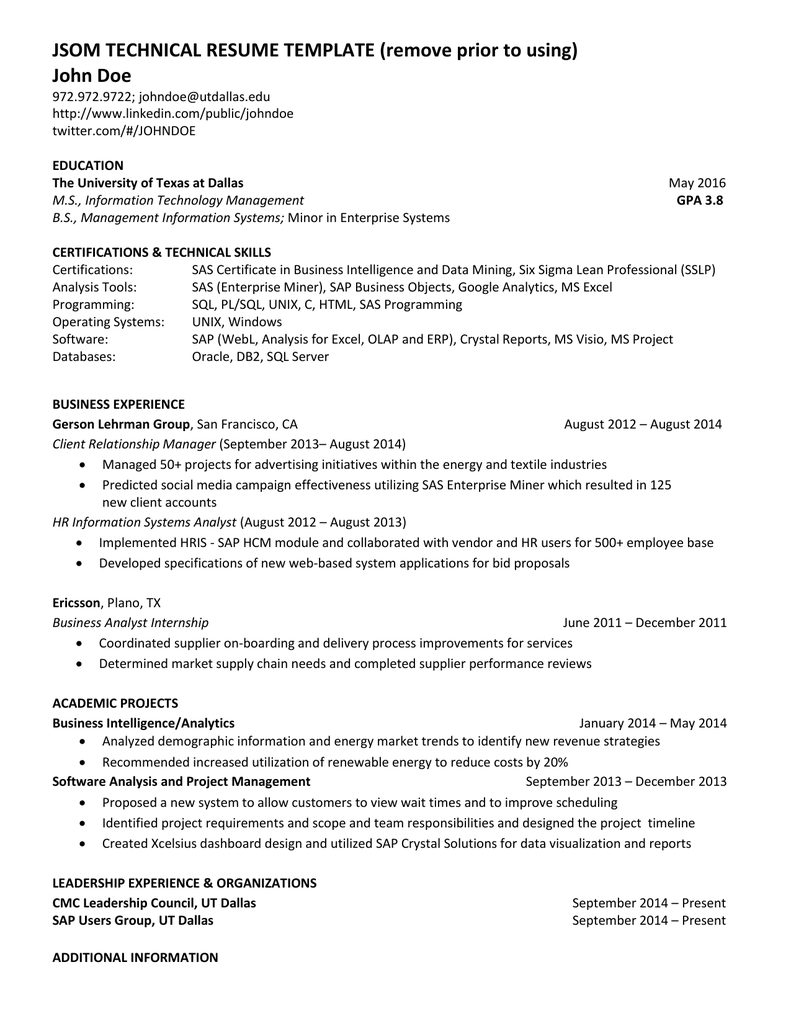 JSOM TECHNICAL RESUME TEMPLATE (remove prior to using)
John Doe
972.972.9722; johndoe@utdallas.edu
http://www.linkedin.com/public/johndoe
twitter.com/#/JOHNDOE
EDUCATION
The University of Texas at Dallas May 2016
M.S., Information Technology Management GPA 3.8
B.S., Management Information Systems; Minor in Enterprise Systems
CERTIFICATIONS & TECHNICAL SKILLS
Certifications: SAS Certificate in Business Intelligence and Data Mining, Six Sigma Lean Professional (SSLP)
Analysis Tools: SAS (Enterprise Miner), SAP Business Objects, Google Analytics, MS Excel
Programming: SQL, PL/SQL, UNIX, C, HTML, SAS Programming
Operating Systems: UNIX, Windows
Software: SAP (WebL, Analysis for Excel, OLAP and ERP), Crystal Reports, MS Visio, MS Project
Databases: Oracle, DB2, SQL Server
BUSINESS EXPERIENCE
Gerson Lehrman Group, San Francisco, CA August 2012 – August 2014
Client Relationship Manager (September 2013– August 2014)
• Managed 50+ projects for advertising initiatives within the energy and textile industries
• Predicted social media campaign effectiveness utilizing SAS Enterprise Miner which resulted in 125
new client accounts
HR Information Systems Analyst (August 2012 – August 2013)
• Implemented HRIS - SAP HCM module and collaborated with vendor and HR users for 500+ employee base
• Developed specifications of new web-based system applications for bid proposals
Ericsson, Plano, TX
Business Analyst Internship June 2011 – December 2011
• Coordinated supplier on-boarding and delivery process improvements for services
• Determined market supply chain needs and completed supplier performance reviews
ACADEMIC PROJECTS
Business Intelligence/Analytics January 2014 – May 2014
• Analyzed demographic information and energy market trends to identify new revenue strategies
• Recommended increased utilization of renewable energy to reduce costs by 20%
Software Analysis and Project Management September 2013 – December 2013
• Proposed a new system to allow customers to view wait times and to improve scheduling
• Identified project requirements and scope and team responsibilities and designed the project timeline
• Created Xcelsius dashboard design and utilized SAP Crystal Solutions for data visualization and reports
LEADERSHIP EXPERIENCE & ORGANIZATIONS
CMC Leadership Council, UT Dallas September 2014 – Present
SAP Users Group, UT Dallas September 2014 – Present
ADDITIONAL INFORMATION